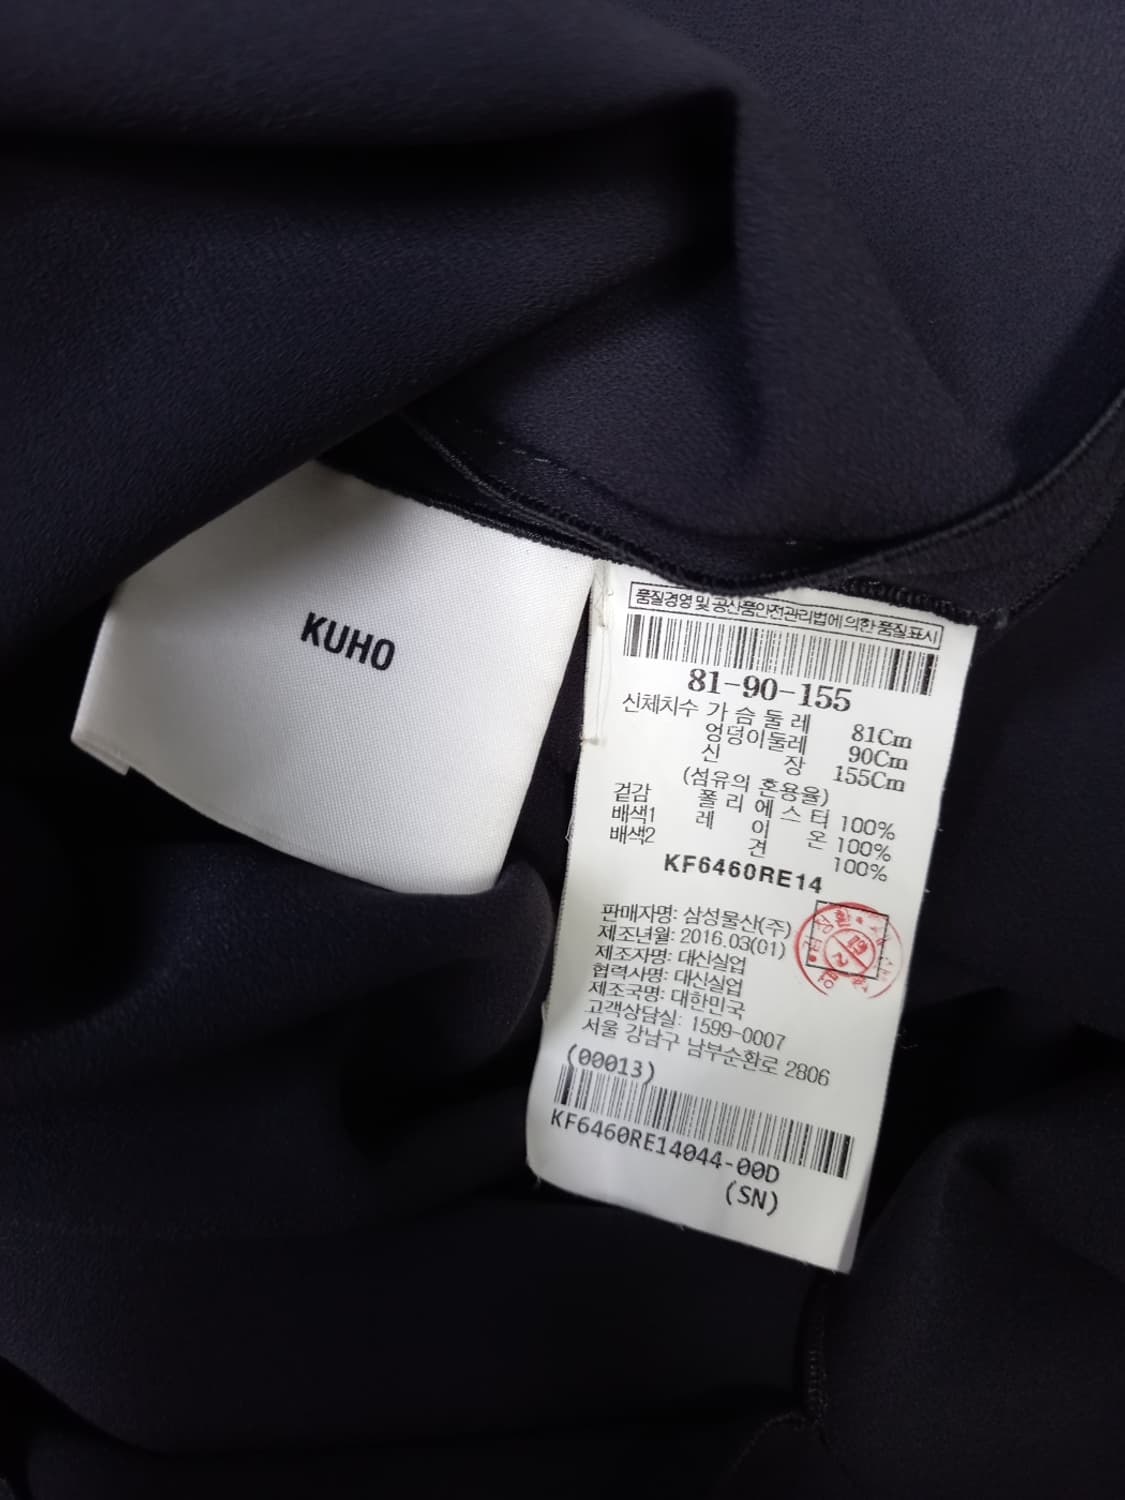 KUHO
품질경영 및 공산품안전관리법에 의한 품질표시
81-90-155
신체치수 가슴둘레 81Cm
엉덩이둘레 90Cm
신장 155Cm
(섬유의 혼용율)
겉감 폴리에스터 100%
배색1 레이온 100%
배색2 견 100%
KF6460RE14
판매자명: 삼성물산(주)
제조년월: 2016.03(01)
제조자명: 대신실업
협력사명: 대신실업
제조국명: 대한민국
고객상담실: 1599-0007
서울 강남구 남부순환로 2806
(00013)
KF6460RE14044-00D
(SN)